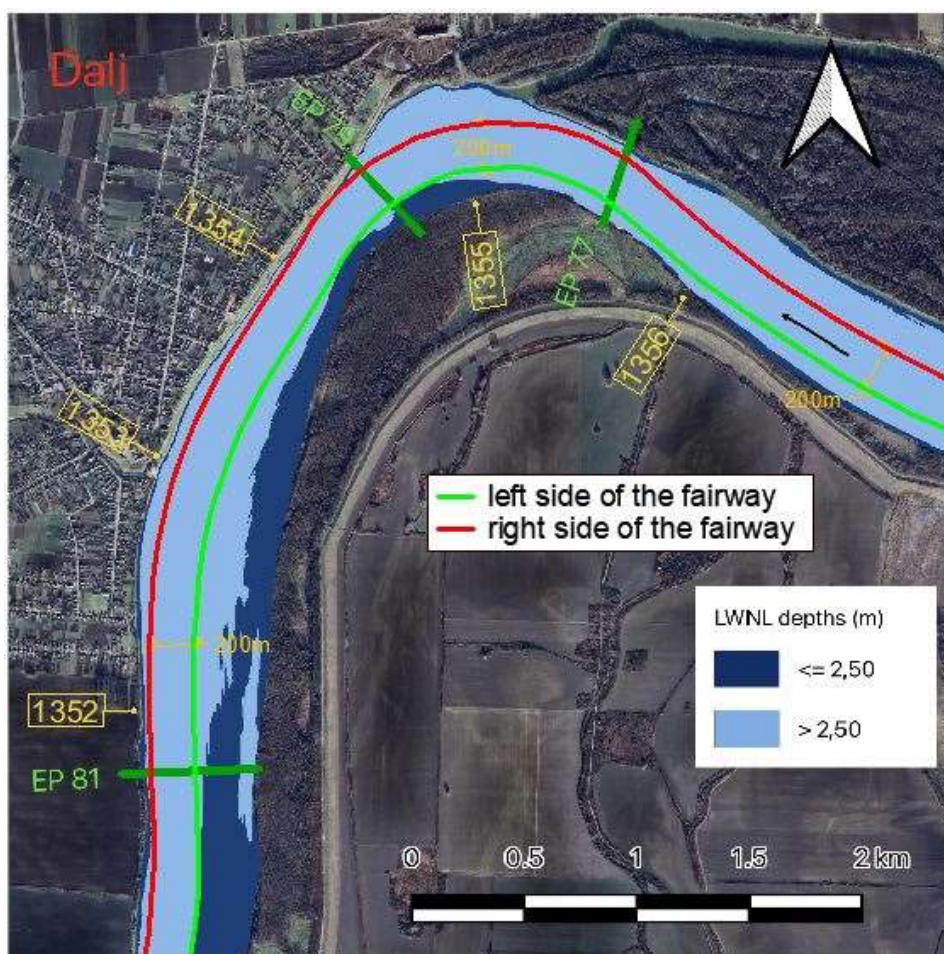 Dalj
EP 79
200m
1354
1355
EP 77
1356
1353
200m
left side of the fairway
right side of the fairway
LWNL depths (m)
<= 2,50
> 2,50
200m
1352
EP 81
0 0.5 1 1.5 2 km